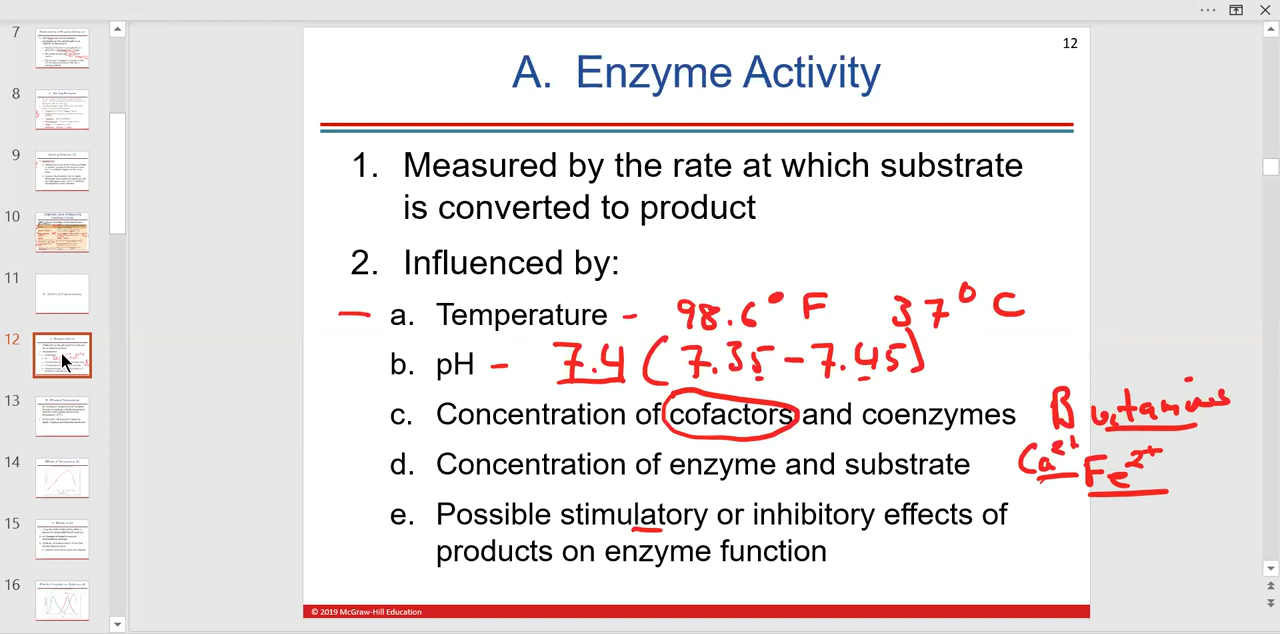 12
A. Enzyme Activity
1. Measured by the rate at which substrate
is converted to product
2. Influenced by:
a. Temperature - 98.6° F 37° C
b. pH - 7.4 (7.35-7.45)
c. Concentration of cofactors and coenzymes B vitamins
d. Concentration of enzyme and substrate Ca2+ Fe2+
e. Possible stimulatory or inhibitory effects of
products on enzyme function
© 2019 McGraw-Hill Education
7
8
9
10
11
12
13
14
15
16